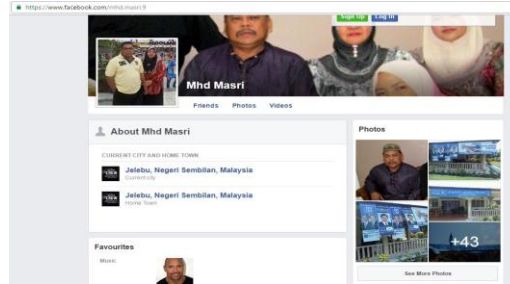 https://www.facebook.com/mhd.masri.9
Sign Up Log In
Mhd Masri
Friends Photos Videos
About Mhd Masri
CURRENT CITY AND HOME TOWN
Jelebu, Negeri Sembilan, Malaysia
Current city
Jelebu, Negeri Sembilan, Malaysia
Home Town
Favourites
Music
Photos
+43
See More Photos